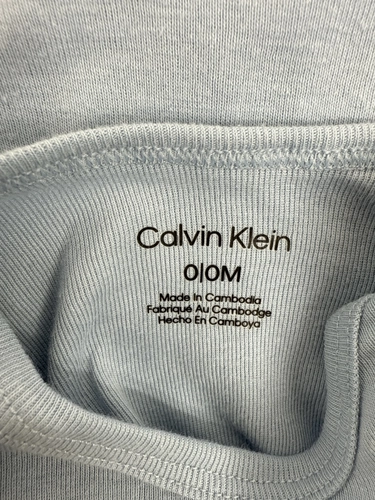 Calvin Klein
0|0M
Made In Cambodia
Fabriqué Au Cambodge
Hecho En Camboya